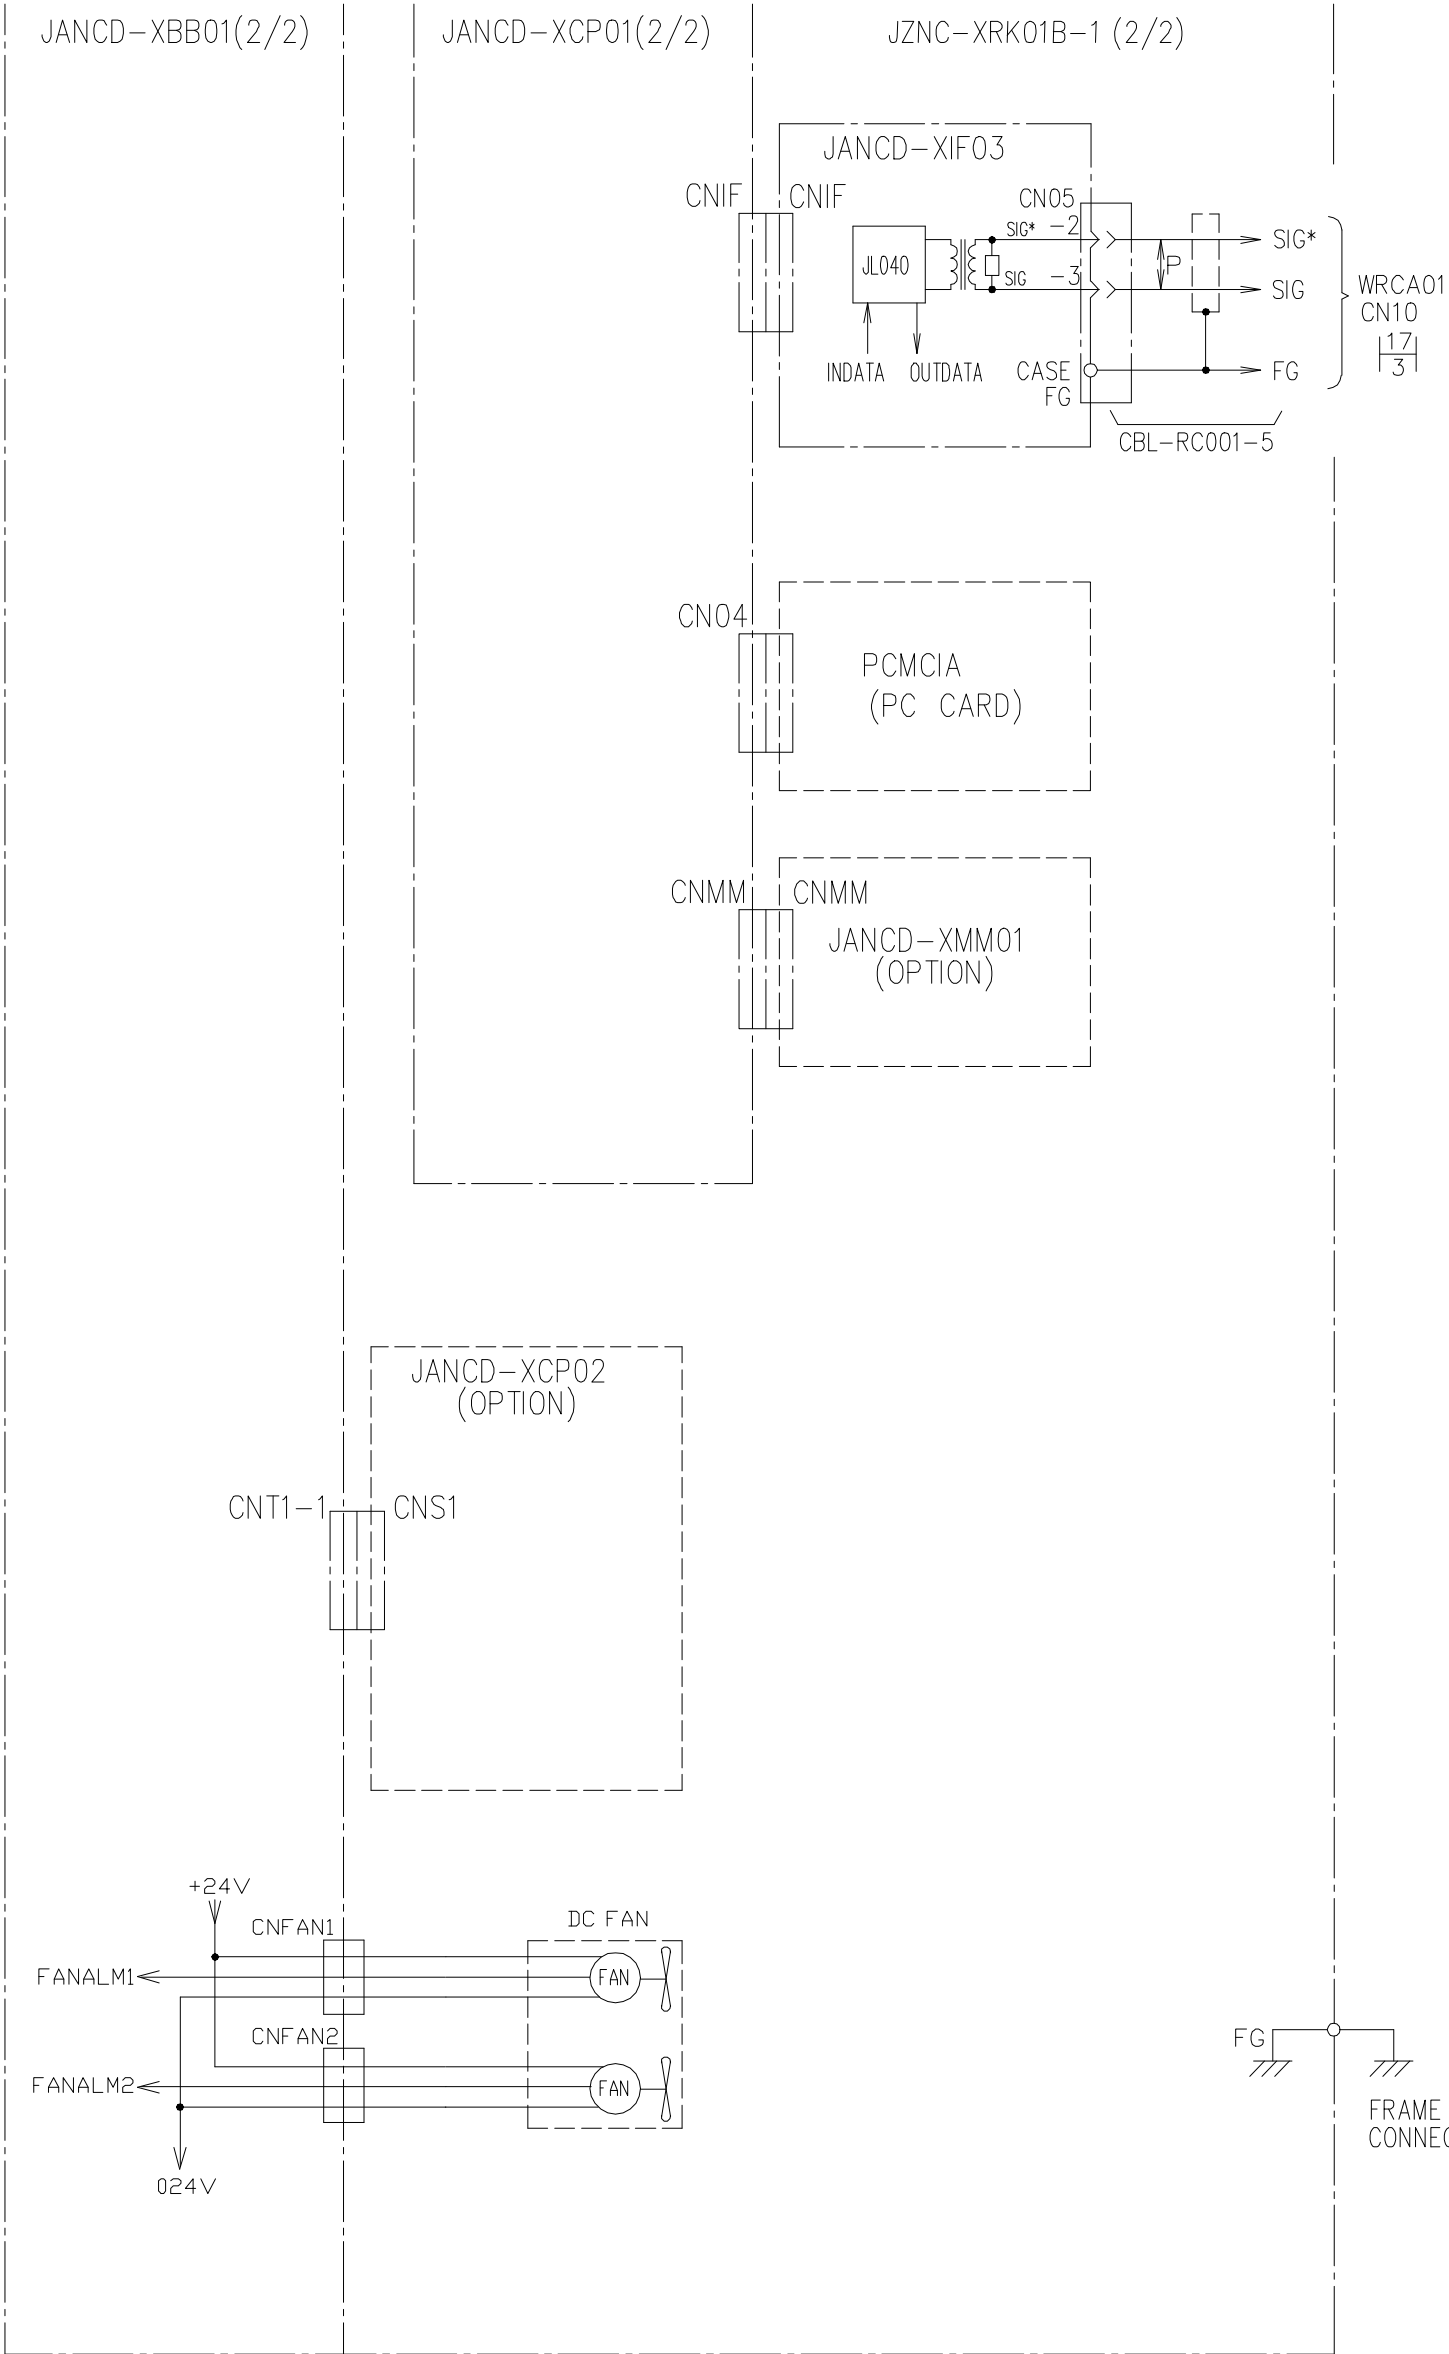 JANCD-XBB01(2/2)
JANCD-XCP01(2/2)
JZNC-XRK01B-1 (2/2)
JANCD-XIF03
CNIF
CNIF
CN05
SIG*
-2
SIG*
JL040
SIG
-3
P
SIG
WRCA01
CN10
17
3
INDATA
OUTDATA
CASE
FG
FG
CBL-RC001-5
CN04
PCMCIA
(PC CARD)
CNMM
CNMM
JANCD-XMM01
(OPTION)
JANCD-XCP02
(OPTION)
CNT1-1
CNS1
+24V
CNFAN1
DC FAN
FANALM1
FAN
CNFAN2
FANALM2
FAN
024V
FG
FRAME
CONNEC